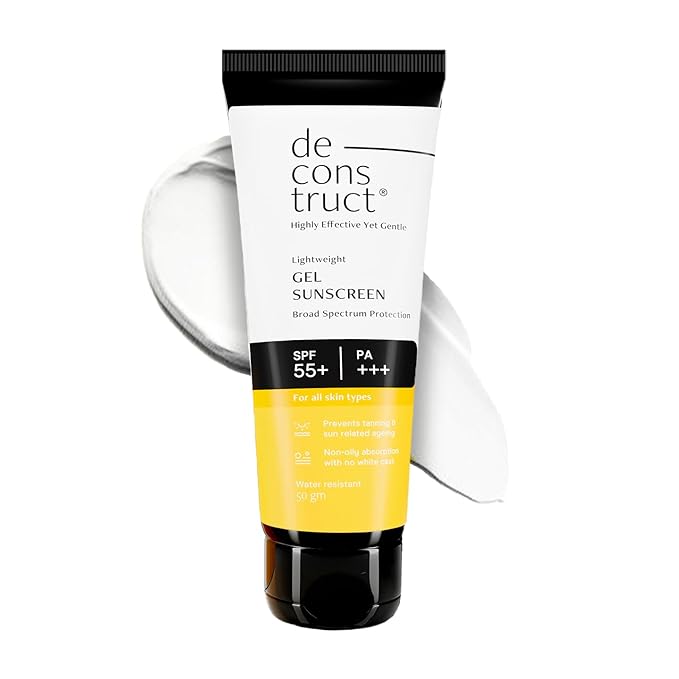 de
cons
truct®
Highly Effective Yet Gentle
Lightweight
GEL
SUNSCREEN
Broad Spectrum Protection
SPF
55+
PA
+++
For all skin types
Prevents tanning &
sun related ageing
Non-oily absorption
with no white cast
Water resistant
50 gm